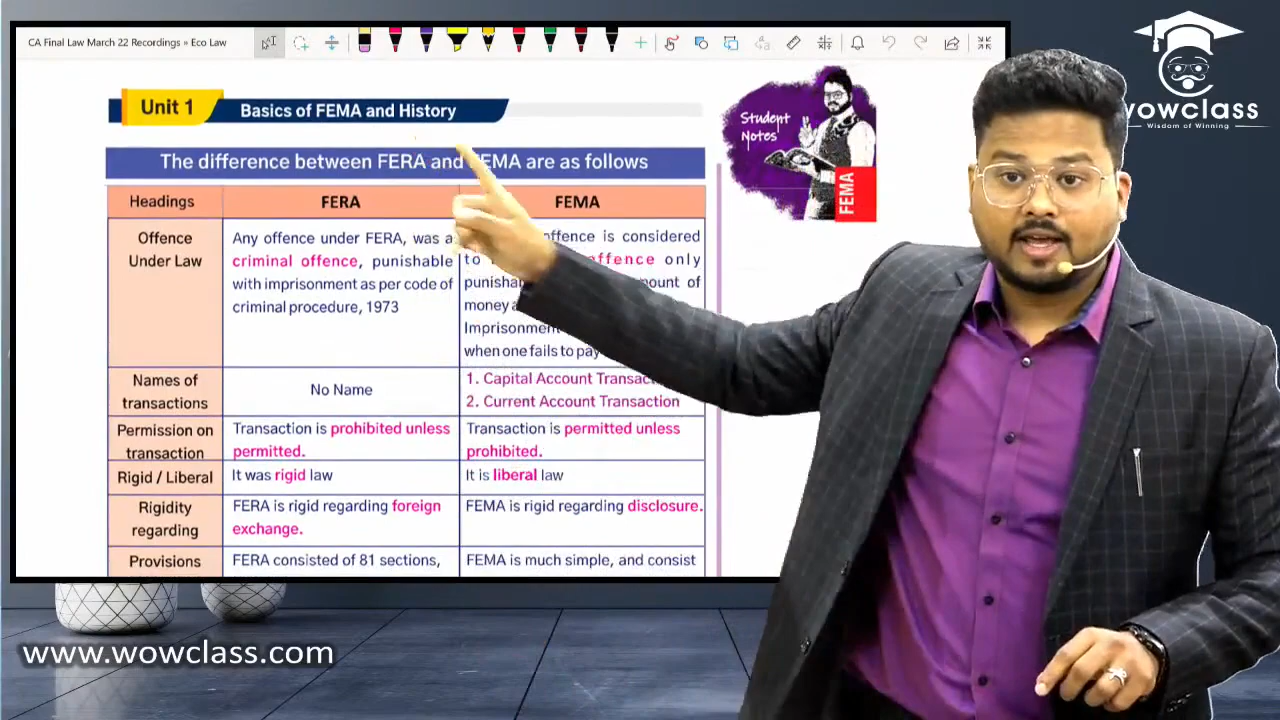 CA Final Law March 22 Recordings » Eco Law
wowclass
Wisdom of Winning
Unit 1
Basics of FEMA and History
Student
Notes
FEMA
The difference between FERA and FEMA are as follows
Headings
FERA
FEMA
Offence
Under Law
Any offence under FERA, was a
criminal offence, punishable
with imprisonment as per code of
criminal procedure, 1973
offence is considered
to offence only
punishable amount of
money
Imprisonment
when one fails to pay
Names of
transactions
No Name
1. Capital Account
2. Current Account Transaction
Permission on
transaction
Transaction is prohibited unless
permitted.
Transaction is permitted unless
prohibited.
Rigid / Liberal
It was rigid law
It is liberal law
Rigidity
regarding
FERA is rigid regarding foreign
exchange.
FEMA is rigid regarding disclosure.
Provisions
FERA consisted of 81 sections,
FEMA is much simple, and consist
www.wowclass.com